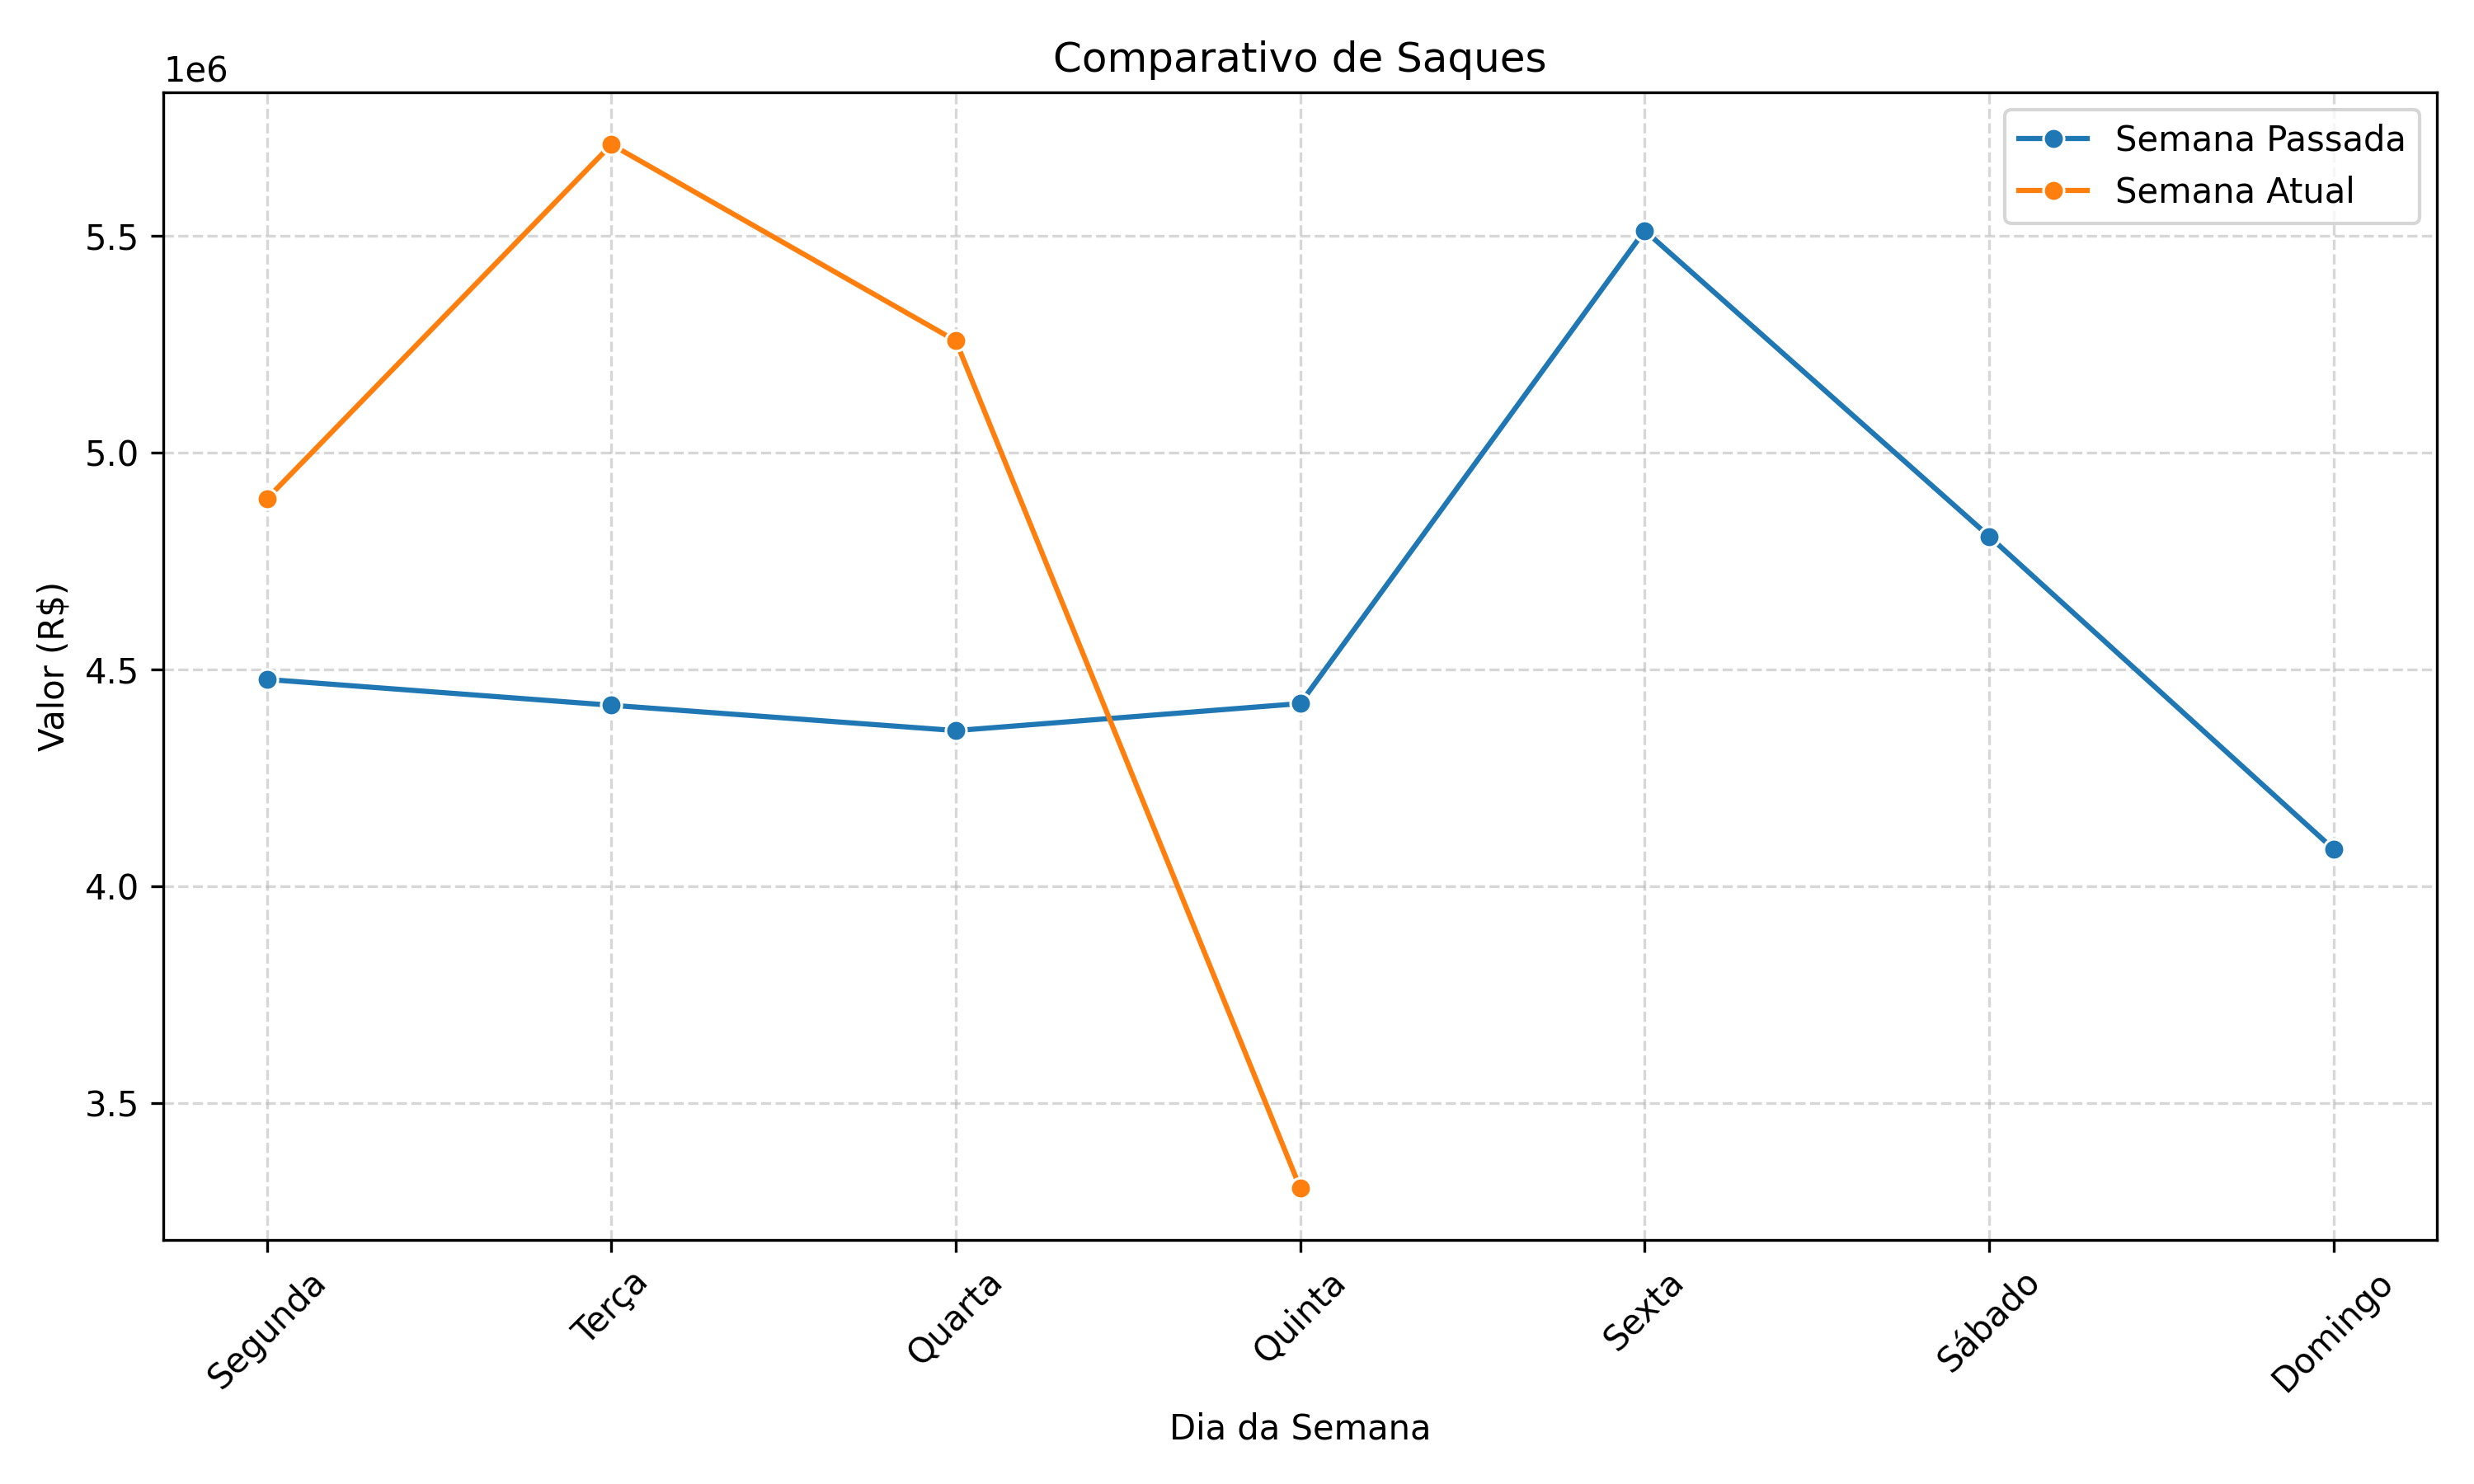 Comparativo de Saques
1e6
Semana Passada
Semana Atual
5.5
5.0
4.5
4.0
3.5
Valor (R$)
Segunda
Terça
Quarta
Quinta
Sexta
Sábado
Domingo
Dia da Semana